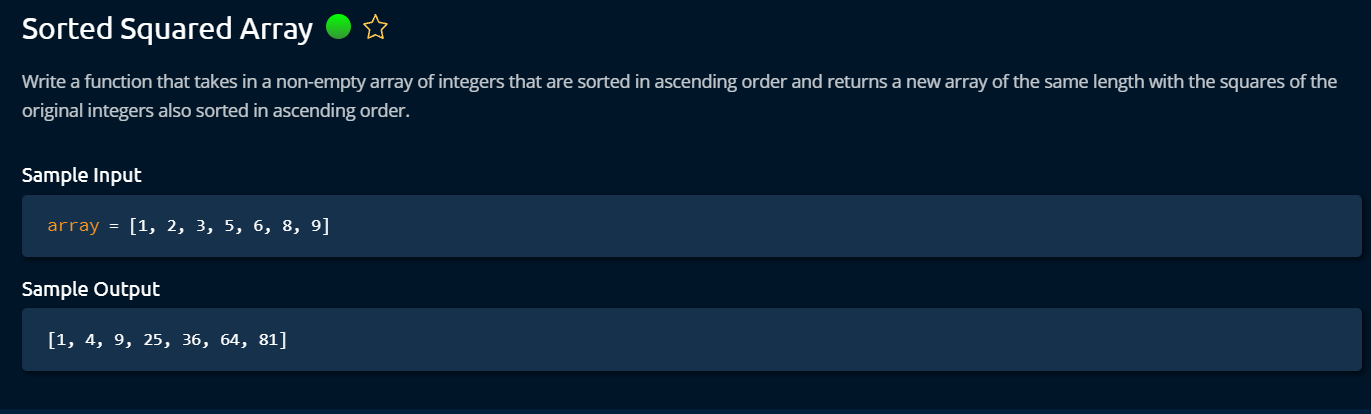 Sorted Squared Array
Write a function that takes in a non-empty array of integers that are sorted in ascending order and returns a new array of the same length with the squares of the
original integers also sorted in ascending order.
Sample Input
array = [1, 2, 3, 5, 6, 8, 9]
Sample Output
[1, 4, 9, 25, 36, 64, 81]